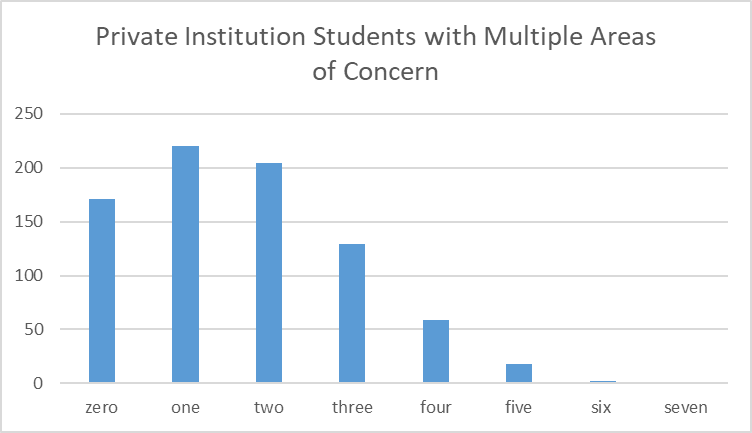 Private Institution Students with Multiple Areas
of Concern
250
200
150
100
50
0
zero one two three four five six seven